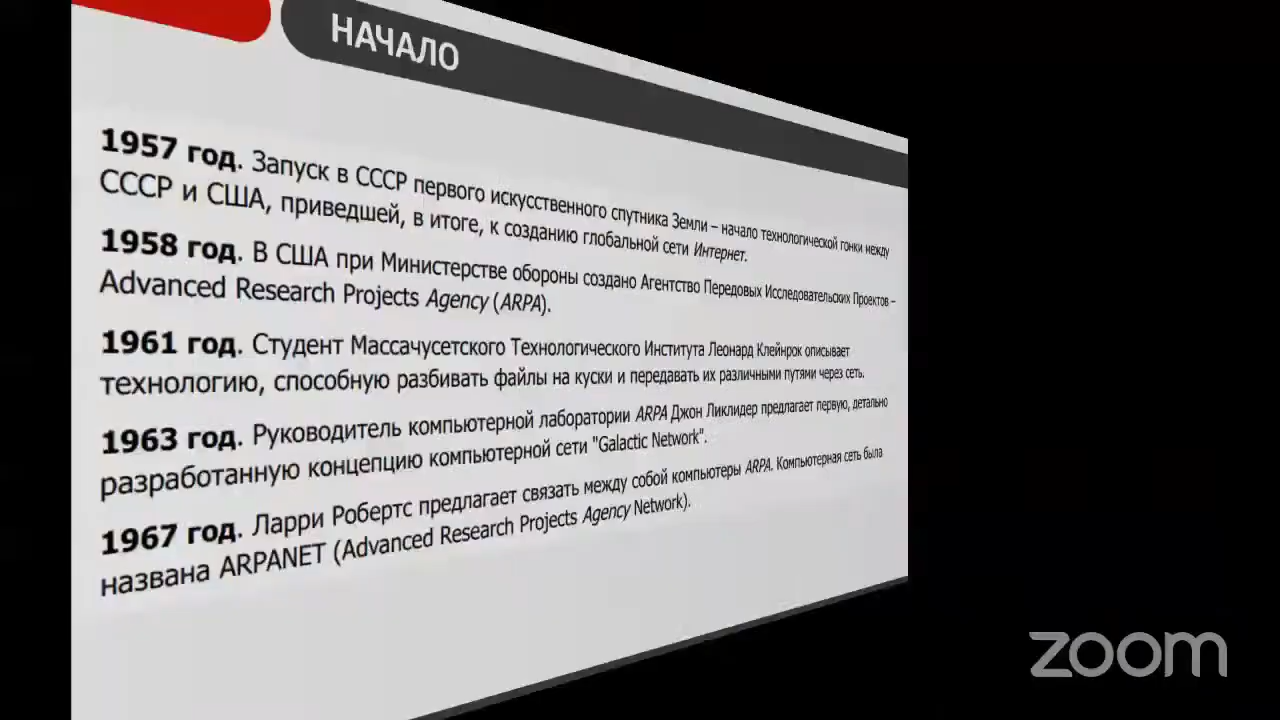 НАЧАЛО
1957 год. Запуск в СССР первого искусственного спутника Земли – начало технологической гонки между
СССР и США, приведшей, в итоге, к созданию глобальной сети Интернет.
1958 год. В США при Министерстве обороны создано Агентство Передовых Исследовательских Проектов –
Advanced Research Projects Agency (ARPA).
1961 год. Студент Массачусетского Технологического Института Леонард Клейнрок описывает
технологию, способную разбивать файлы на куски и передавать их различными путями через сеть.
1963 год. Руководитель компьютерной лаборатории ARPA Джон Ликлидер предлагает первую, детально
разработанную концепцию компьютерной сети "Galactic Network".
1967 год. Ларри Робертс предлагает связать между собой компьютеры ARPA. Компьютерная сеть была
названа ARPANET (Advanced Research Projects Agency Network).
zoom